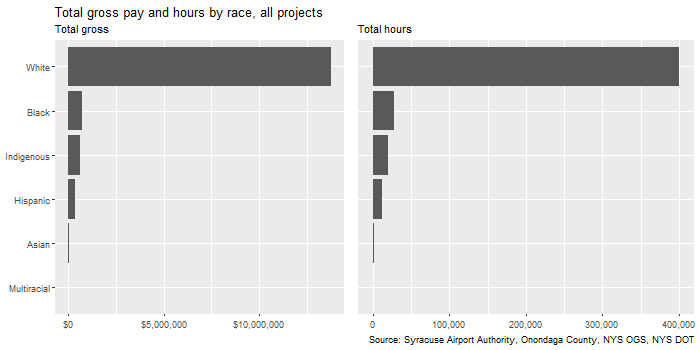 Total gross pay and hours by race, all projects
Total gross
Total hours
White
Black
Indigenous
Hispanic
Asian
Multiracial
$0 $5,000,000 $10,000,000
0 100,000 200,000 300,000 400,000
Source: Syracuse Airport Authority, Onondaga County, NYS OGS, NYS DOT